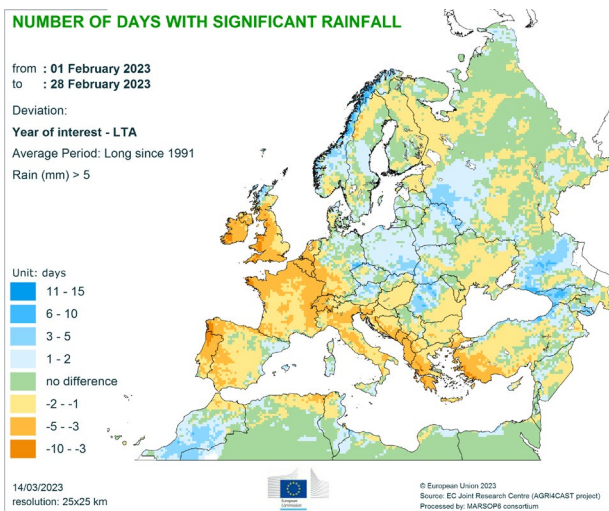 NUMBER OF DAYS WITH SIGNIFICANT RAINFALL
from : 01 February 2023
to : 28 February 2023
Deviation:
Year of interest - LTA
Average Period: Long since 1991
Rain (mm) > 5
Unit: days
11 - 15
6 - 10
3 - 5
1 - 2
no difference
-2 - -1
-5 - -3
-10 - -3
14/03/2023
resolution: 25x25 km
European
Commission
© European Union 2023
Source: EC Joint Research Centre (AGRI4CAST project)
Processed by: MARSOP6 consortium